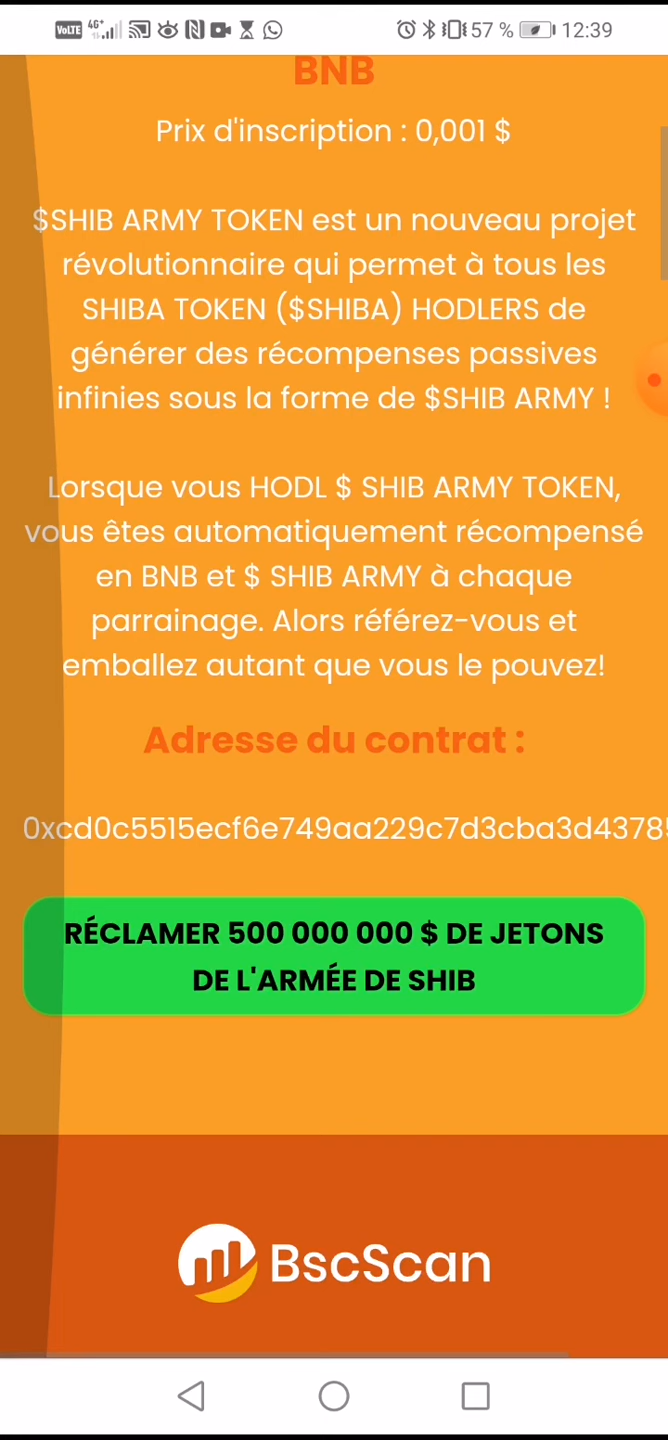 VoLTE 4G+ 57 % 12:39
BNB
Prix d'inscription : 0,001 $
$SHIB ARMY TOKEN est un nouveau projet
révolutionnaire qui permet à tous les
SHIBA TOKEN ($SHIBA) HODLERS de
générer des récompenses passives
infinies sous la forme de $SHIB ARMY !
Lorsque vous HODL $ SHIB ARMY TOKEN,
vous êtes automatiquement récompensé
en BNB et $ SHIB ARMY à chaque
parrainage. Alors référez-vous et
emballez autant que vous le pouvez!
Adresse du contrat :
0xcd0c5515ecf6e749aa229c7d3cba3d43785
RÉCLAMER 500 000 000 $ DE JETONS
DE L'ARMÉE DE SHIB
BscScan